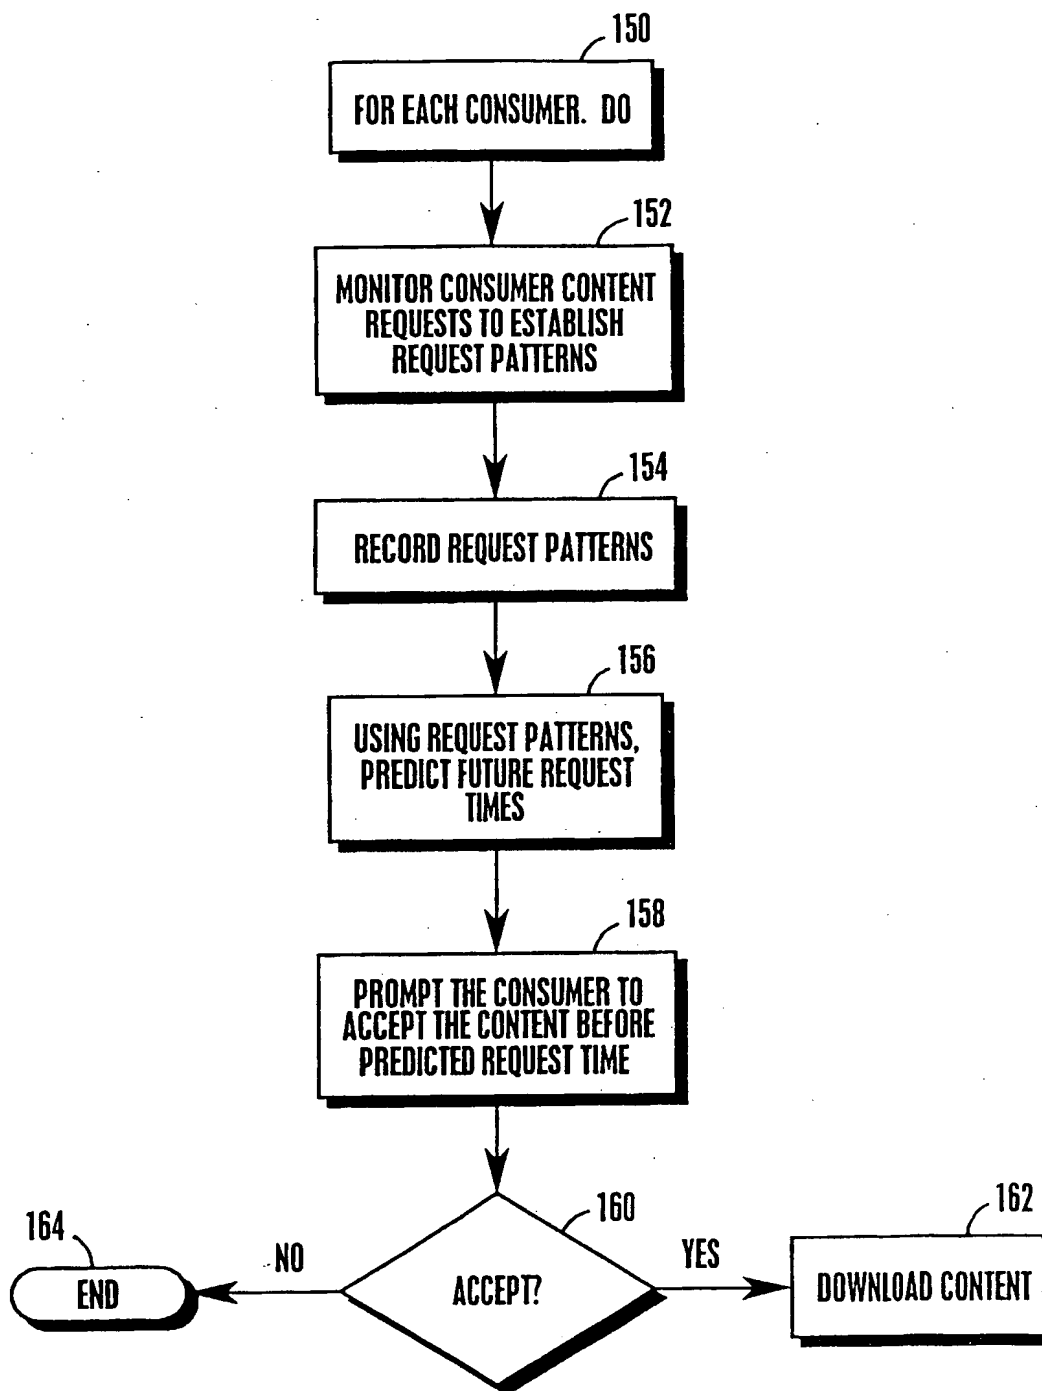 150
FOR EACH CONSUMER. DO
152
MONITOR CONSUMER CONTENT
REQUESTS TO ESTABLISH
REQUEST PATTERNS
154
RECORD REQUEST PATTERNS
156
USING REQUEST PATTERNS,
PREDICT FUTURE REQUEST
TIMES
158
PROMPT THE CONSUMER TO
ACCEPT THE CONTENT BEFORE
PREDICTED REQUEST TIME
160
ACCEPT?
NO
YES
164
END
162
DOWNLOAD CONTENT